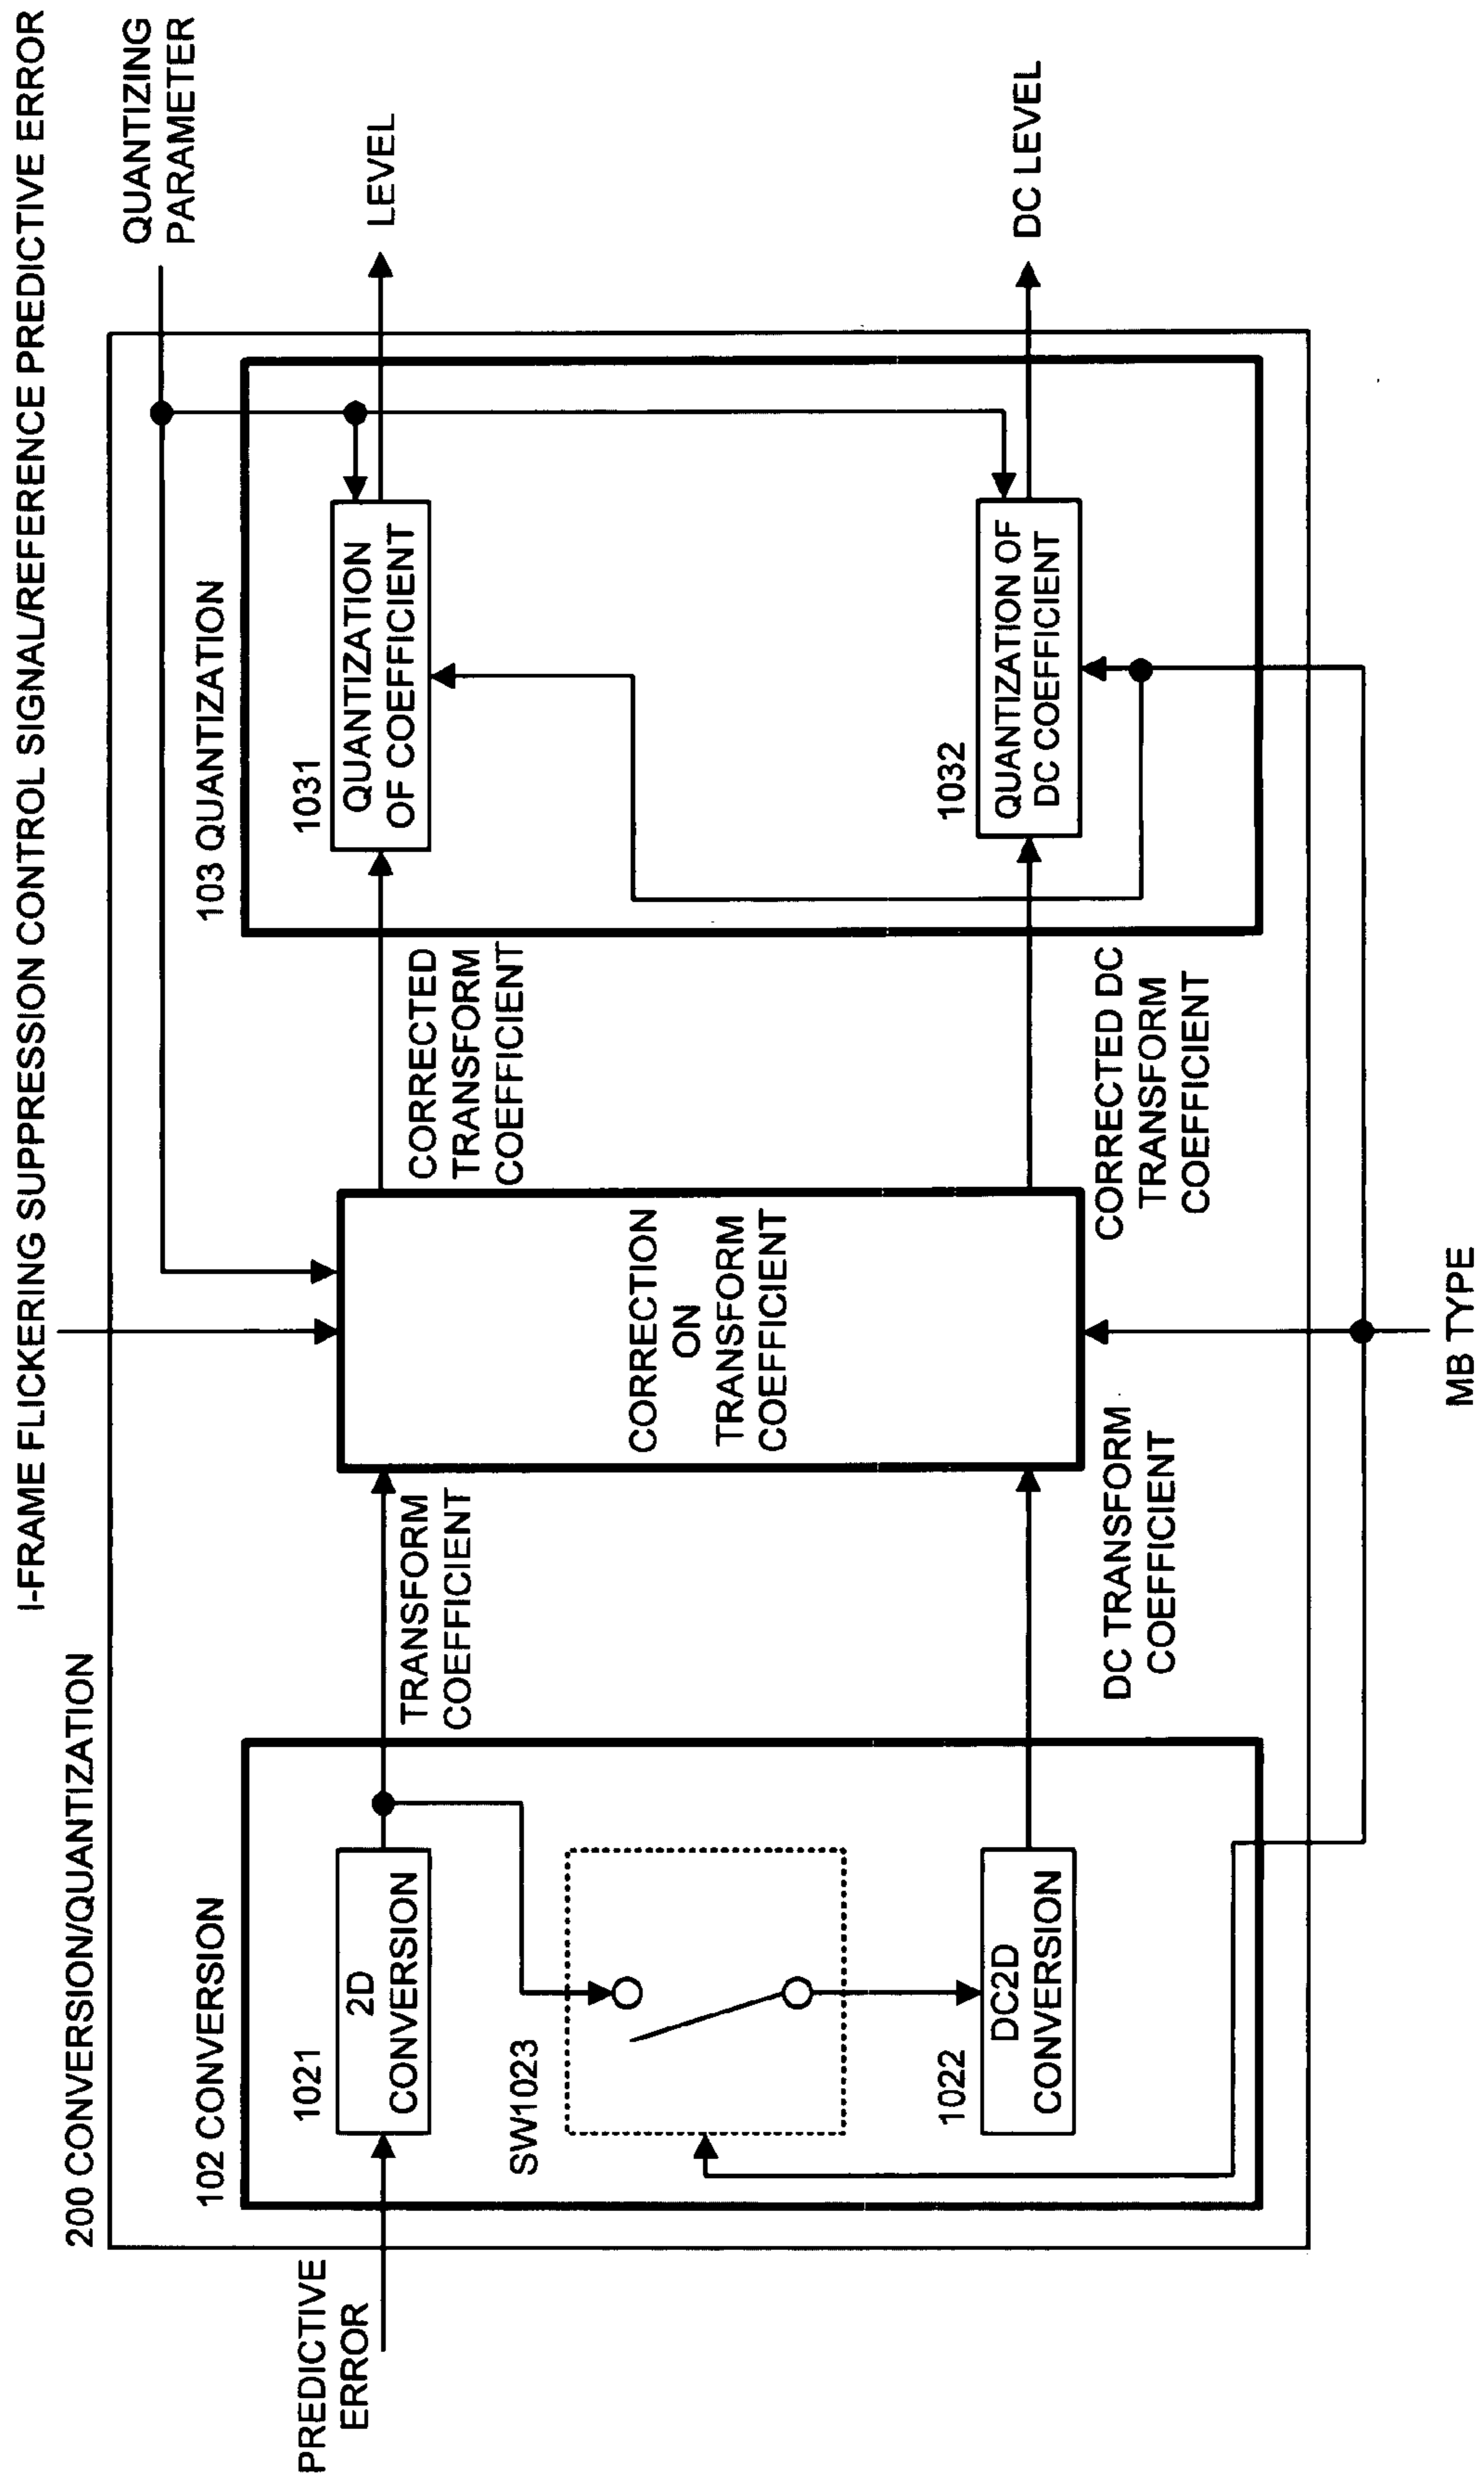 I-FRAME FLICKERING SUPPRESSION CONTROL SIGNAL/REFERENCE PREDICTIVE ERROR
200 CONVERSION/QUANTIZATION
QUANTIZING
PARAMETER
102 CONVERSION
103 QUANTIZATION
PREDICTIVE
ERROR
1021
2D
CONVERSION
TRANSFORM
COEFFICIENT
CORRECTION
ON
TRANSFORM
COEFFICIENT
CORRECTED
TRANSFORM
COEFFICIENT
1031
QUANTIZATION
OF COEFFICIENT
LEVEL
SW1023
1022
DC2D
CONVERSION
DC TRANSFORM
COEFFICIENT
CORRECTED DC
TRANSFORM
COEFFICIENT
1032
QUANTIZATION OF
DC COEFFICIENT
DC LEVEL
MB TYPE